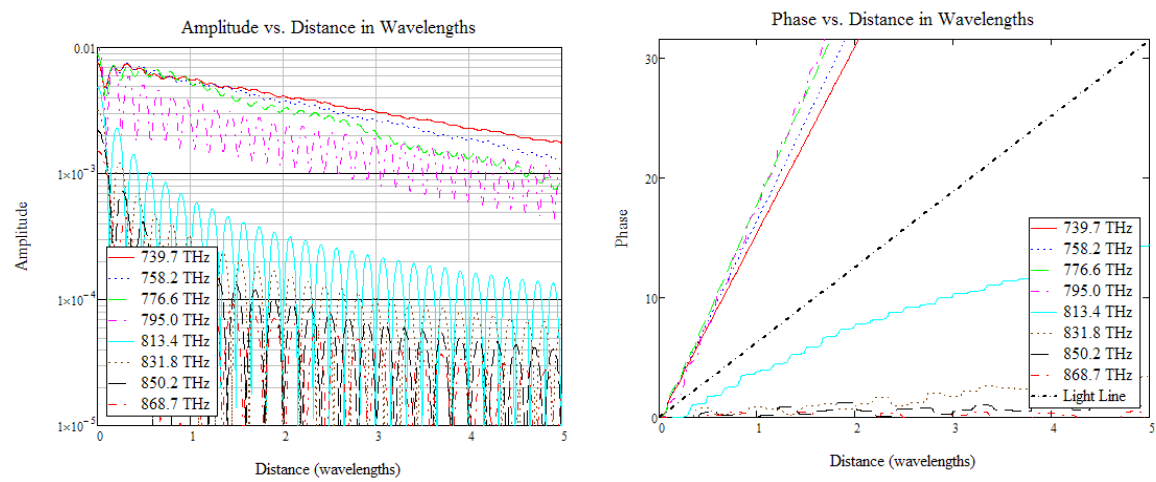 Amplitude vs. Distance in Wavelengths
0.01
1×10⁻³
1×10⁻⁴
1×10⁻⁵
Amplitude
739.7 THz
758.2 THz
776.6 THz
795.0 THz
813.4 THz
831.8 THz
850.2 THz
868.7 THz
0 1 2 3 4 5
Distance (wavelengths)
Phase vs. Distance in Wavelengths
30
20
10
0
Phase
739.7 THz
758.2 THz
776.6 THz
795.0 THz
813.4 THz
831.8 THz
850.2 THz
868.7 THz
Light Line
0 1 2 3 4 5
Distance (wavelengths)